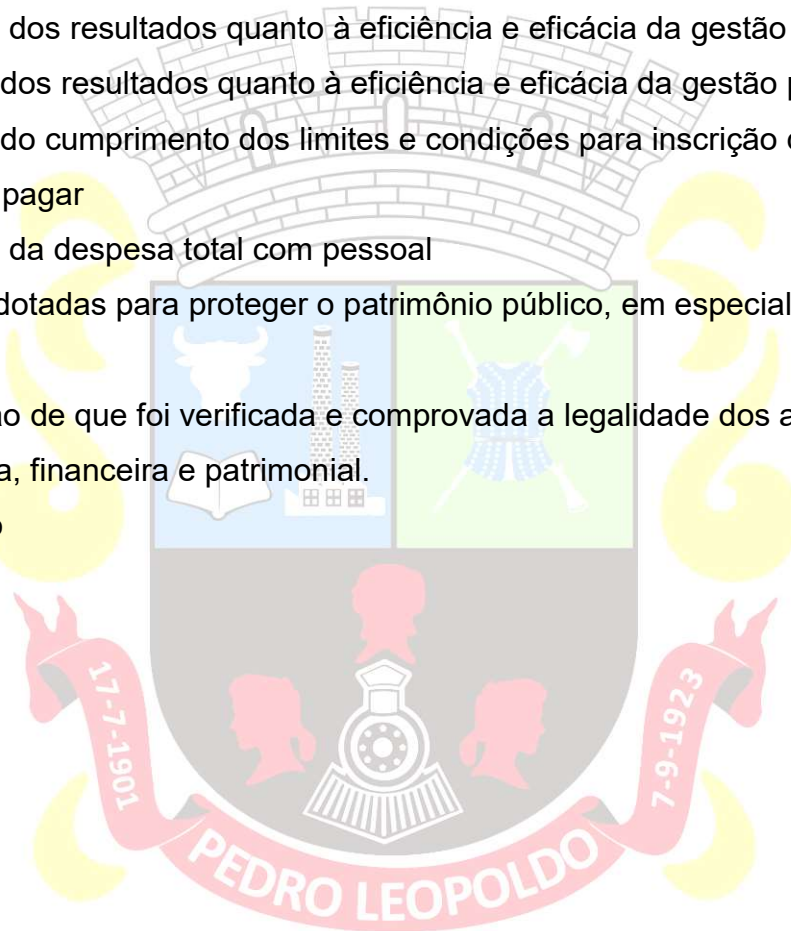 dos resultados quanto à eficiência e eficácia da gestão
dos resultados quanto à eficiência e eficácia da gestão
do cumprimento dos limites e condições para inscrição
pagar
da despesa total com pessoal
dotadas para proteger o patrimônio público, em especial
ão de que foi verificada e comprovada a legalidade dos
a, financeira e patrimonial.
o
17-7-1901
7-9-1923
PEDRO LEOPOLDO